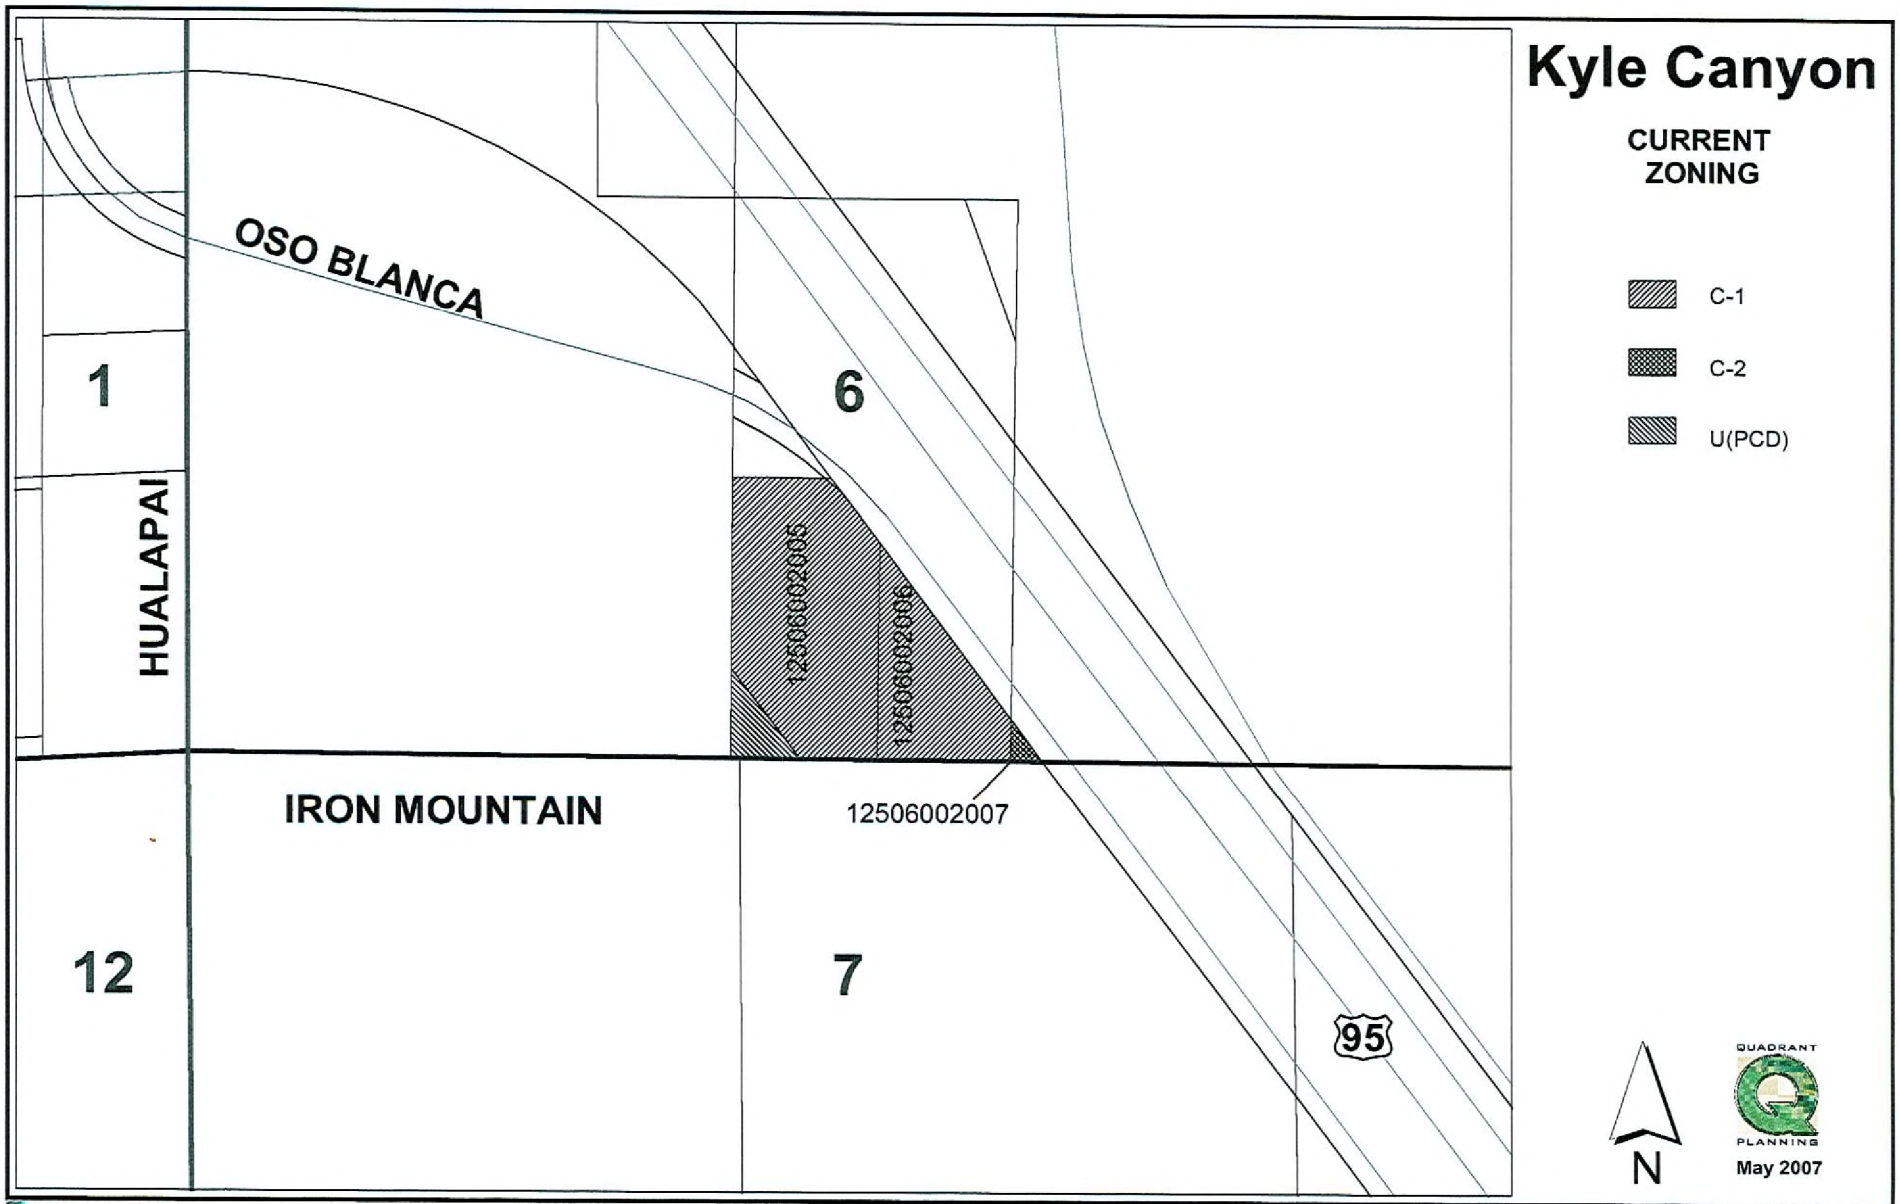 Kyle Canyon
CURRENT
ZONING
C-1
C-2
U(PCD)
OSO BLANCA
1
6
HUALAPAI
12506002005
12506002006
IRON MOUNTAIN
12506002007
12
7
95
N
QUADRANT
Q
PLANNING
May 2007